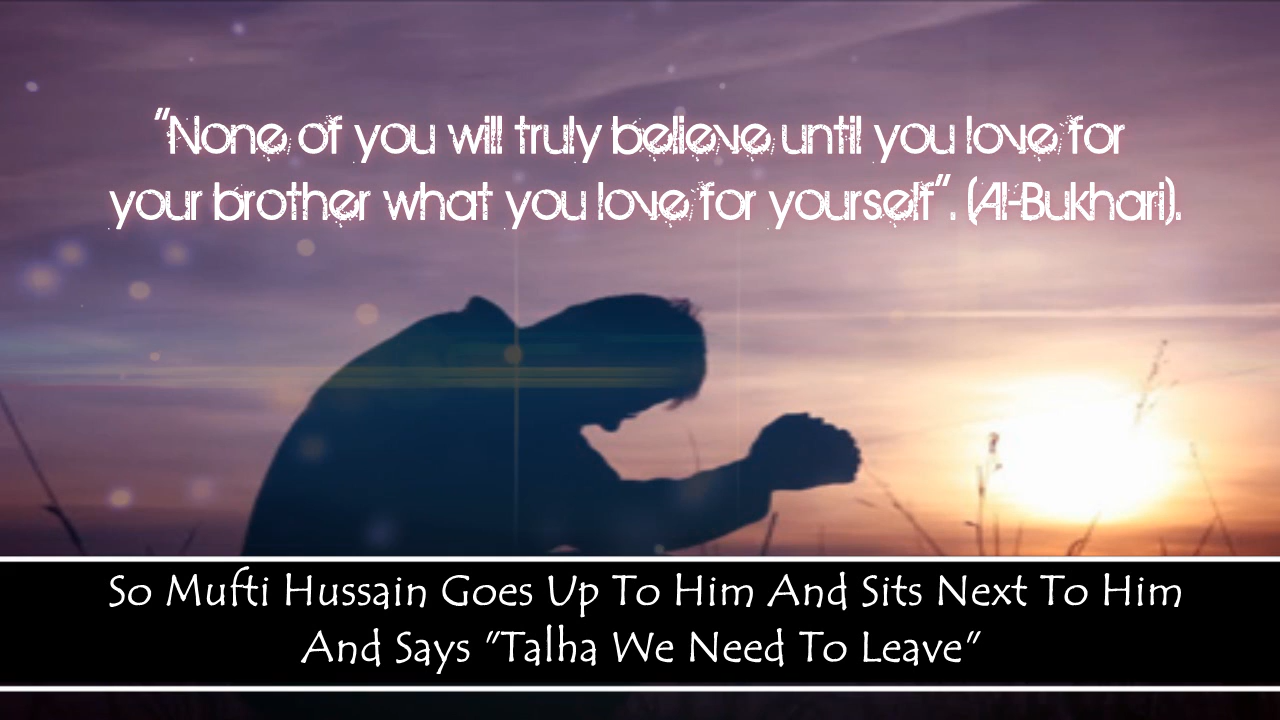 "None of you will truly believe until you love for
your brother what you love for yourself". (Al-Bukhari).
So Mufti Hussain Goes Up To Him And Sits Next To Him
And Says "Talha We Need To Leave"